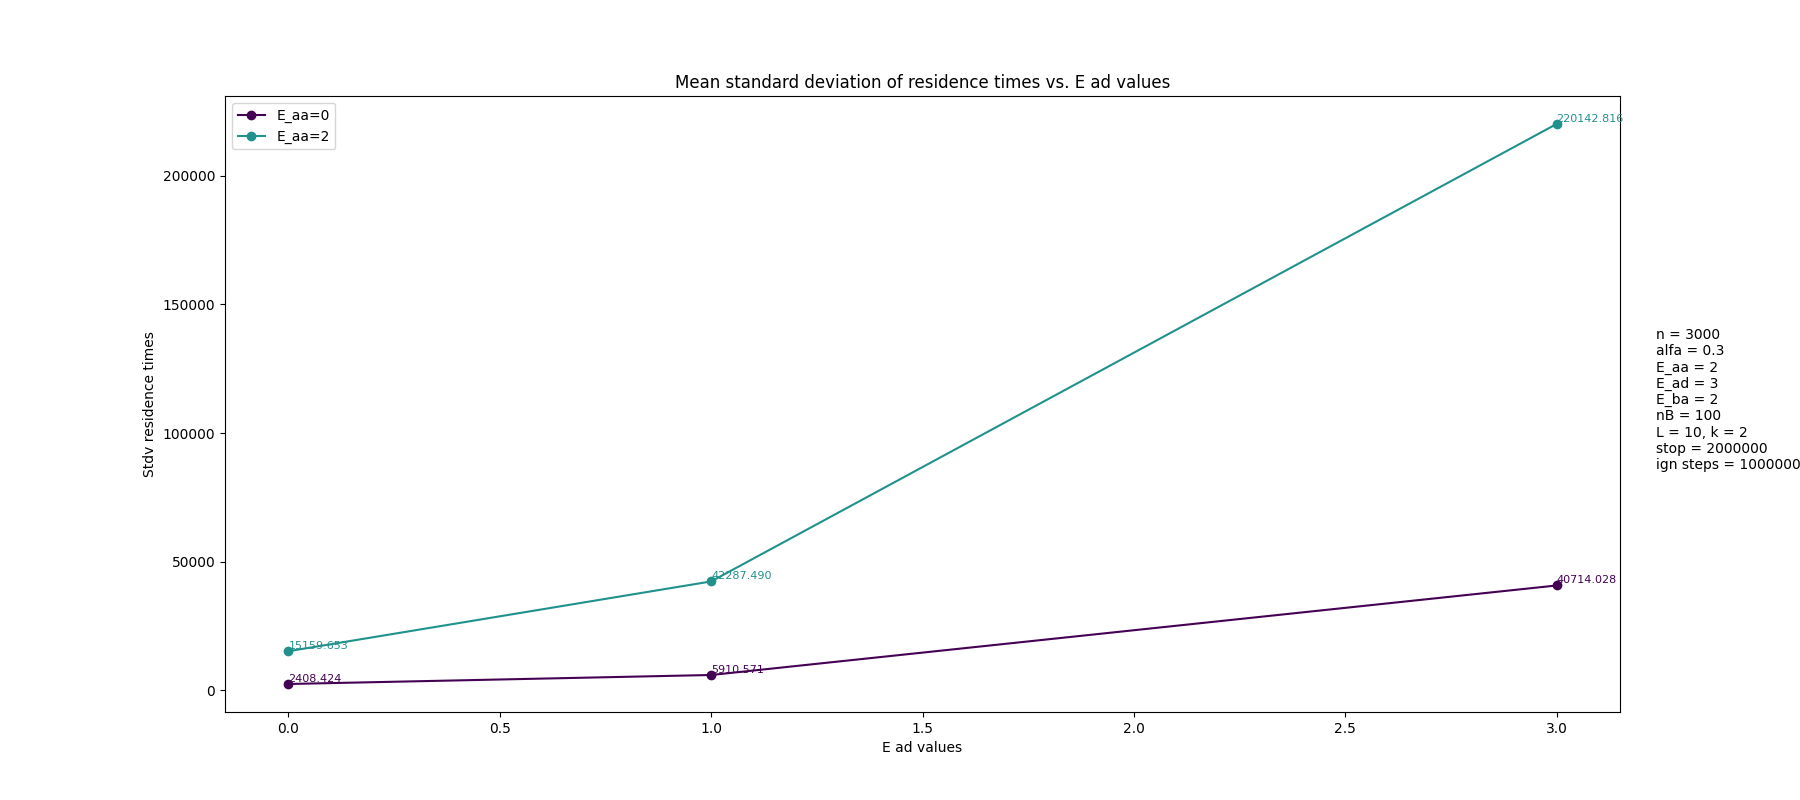 Mean standard deviation of residence times vs. E ad values
E_aa=0
E_aa=2
220142.816
42287.490
40714.028
15159.653
5910.571
2408.424
200000
150000
100000
50000
0
Stdv residence times
0.0 0.5 1.0 1.5 2.0 2.5 3.0
E ad values
n = 3000
alfa = 0.3
E_aa = 2
E_ad = 3
E_ba = 2
nB = 100
L = 10, k = 2
stop = 2000000
ign steps = 1000000